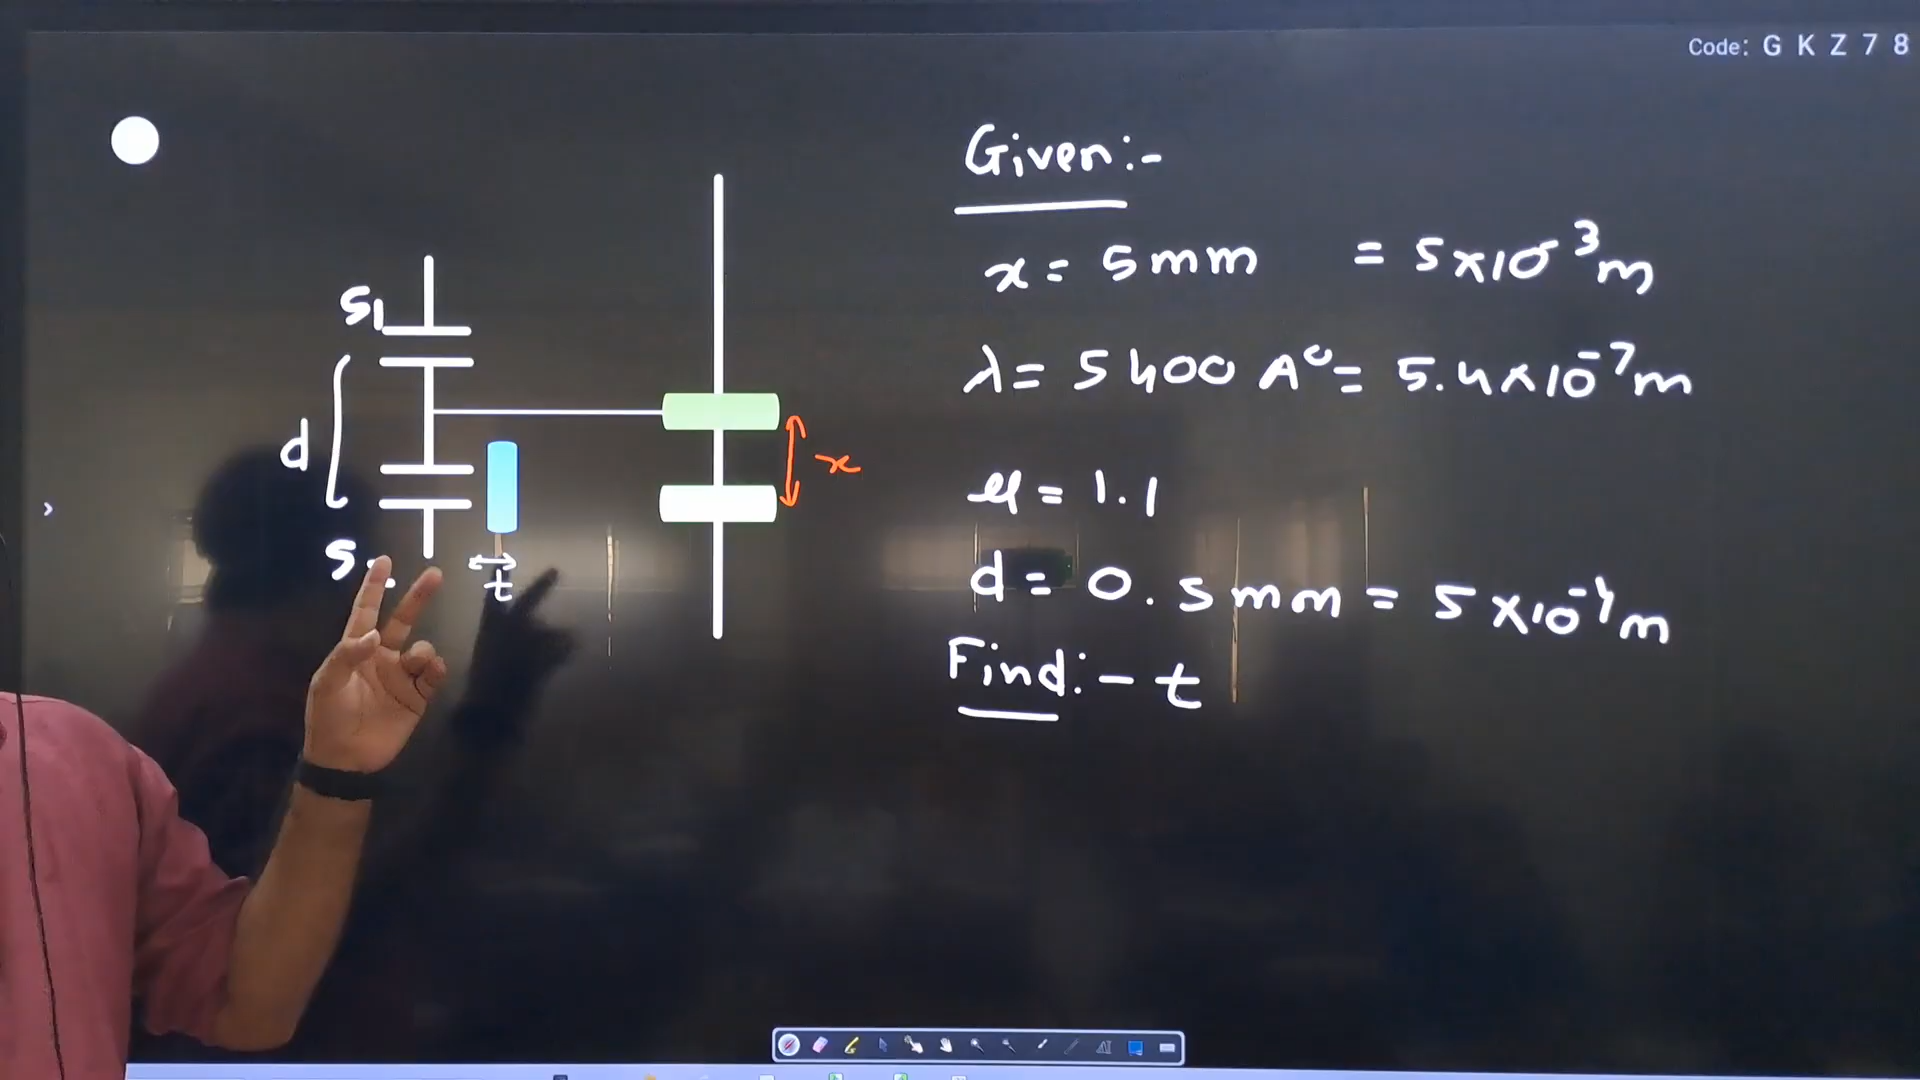 Code: G K Z 7 8
Given:-
x = 5mm = 5×10⁻³m
λ = 5400 A° = 5.4×10⁻⁷m
μ = 1.1
d = 0.5mm = 5×10⁻⁴m
Find:- t
S₁
d
S
t
x